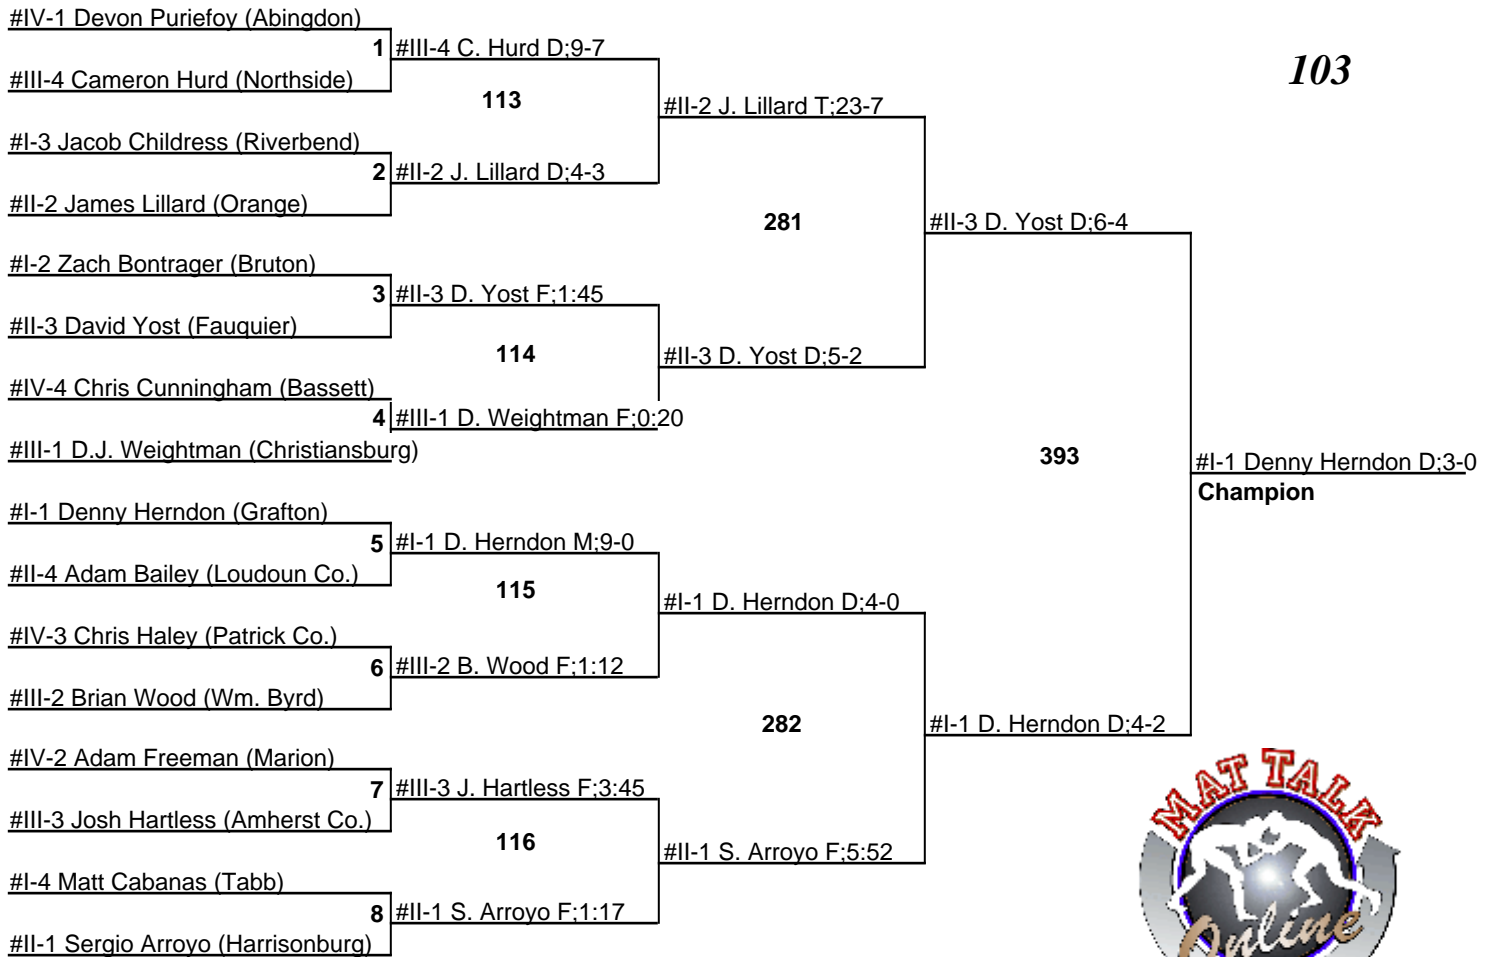 #IV-1 Devon Puriefoy (Abingdon)
1 #III-4 C. Hurd D;9-7
103
#III-4 Cameron Hurd (Northside)
113
#II-2 J. Lillard T;23-7
#I-3 Jacob Childress (Riverbend)
2 #II-2 J. Lillard D;4-3
#II-2 James Lillard (Orange)
281
#II-3 D. Yost D;6-4
#I-2 Zach Bontrager (Bruton)
3 #II-3 D. Yost F;1:45
#II-3 David Yost (Fauquier)
114
#II-3 D. Yost D;5-2
#IV-4 Chris Cunningham (Bassett)
4 #III-1 D. Weightman F;0:20
#III-1 D.J. Weightman (Christiansburg)
393
#I-1 Denny Herndon D;3-0
Champion
#I-1 Denny Herndon (Grafton)
5 #I-1 D. Herndon M;9-0
#II-4 Adam Bailey (Loudoun Co.)
115
#I-1 D. Herndon D;4-0
#IV-3 Chris Haley (Patrick Co.)
6 #III-2 B. Wood F;1:12
#III-2 Brian Wood (Wm. Byrd)
282
#I-1 D. Herndon D;4-2
#IV-2 Adam Freeman (Marion)
7 #III-3 J. Hartless F;3:45
#III-3 Josh Hartless (Amherst Co.)
116
#II-1 S. Arroyo F;5:52
#I-4 Matt Cabanas (Tabb)
8 #II-1 S. Arroyo F;1:17
#II-1 Sergio Arroyo (Harrisonburg)
MAT TALK
Online